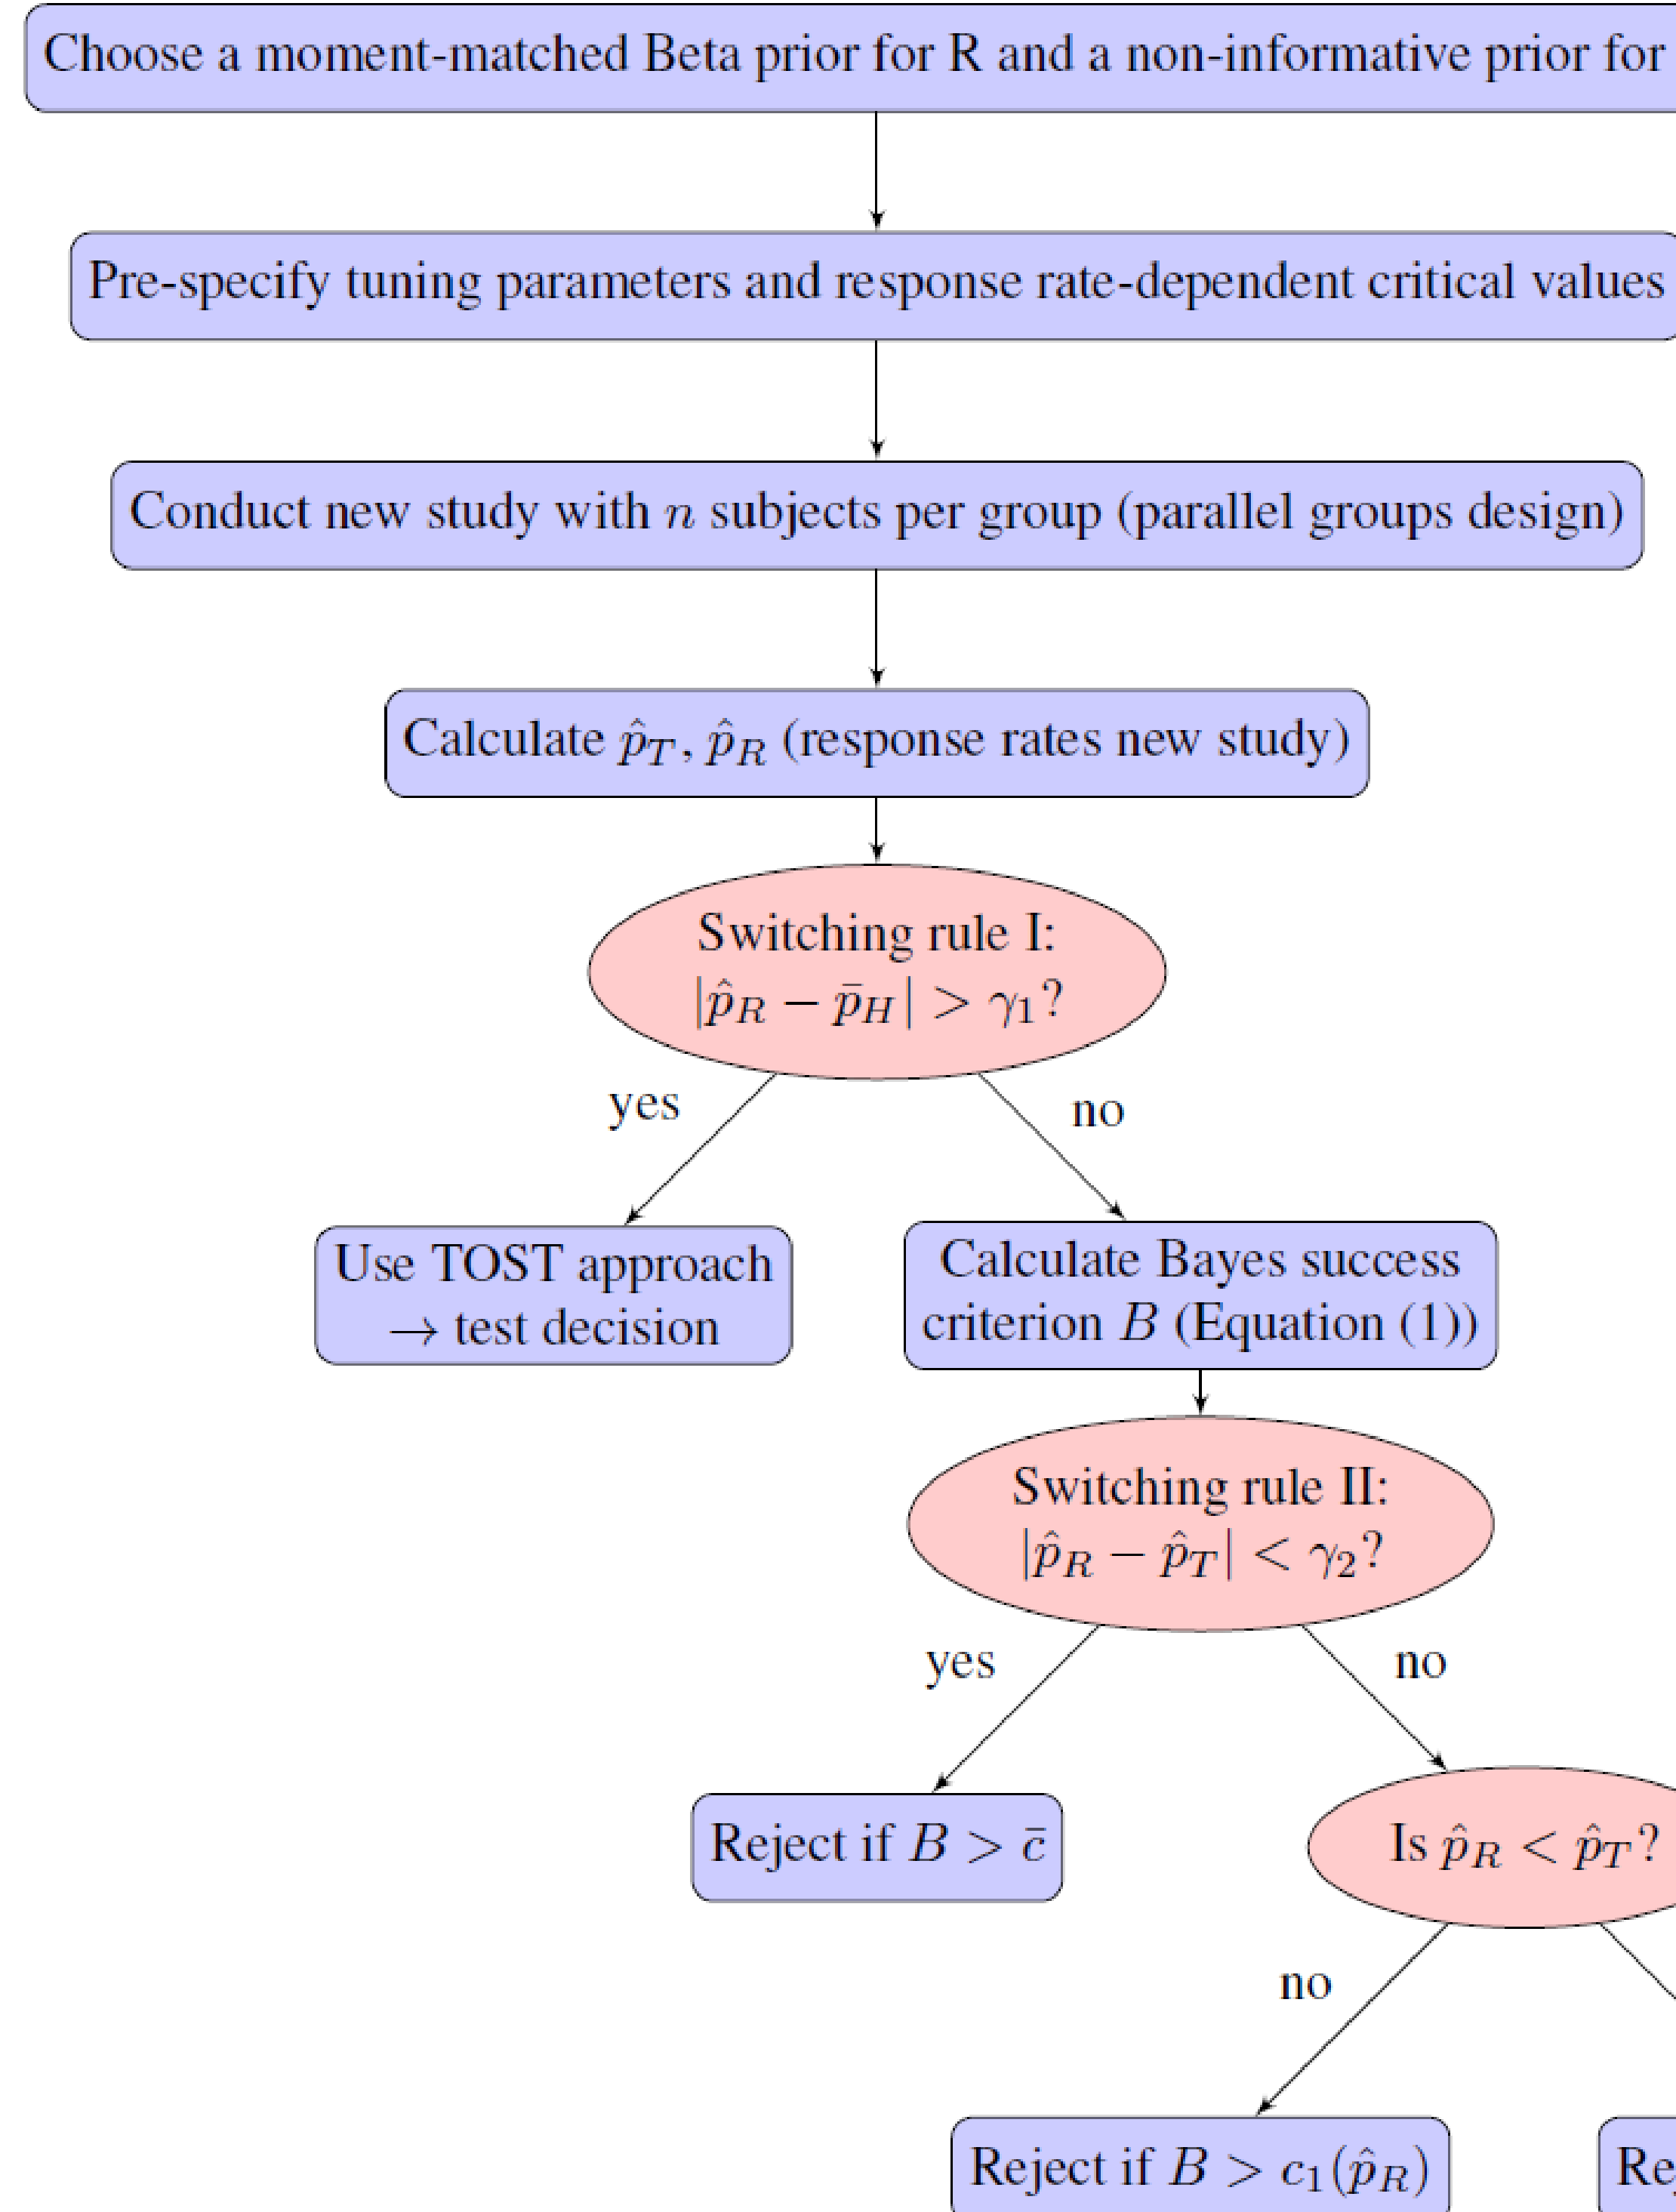 Choose a moment-matched Beta prior for R and a non-informative prior for
Pre-specify tuning parameters and response rate-dependent critical values
Conduct new study with n subjects per group (parallel groups design)
Calculate p̂_T, p̂_R (response rates new study)
Switching rule I:
|p̂_R − p̄_H| > γ₁?
yes
no
Use TOST approach
→ test decision
Calculate Bayes success
criterion B (Equation (1))
Switching rule II:
|p̂_R − p̂_T| < γ₂?
yes
no
Reject if B > c̄
Is p̂_R < p̂_T?
no
Reject if B > c₁(p̂_R)